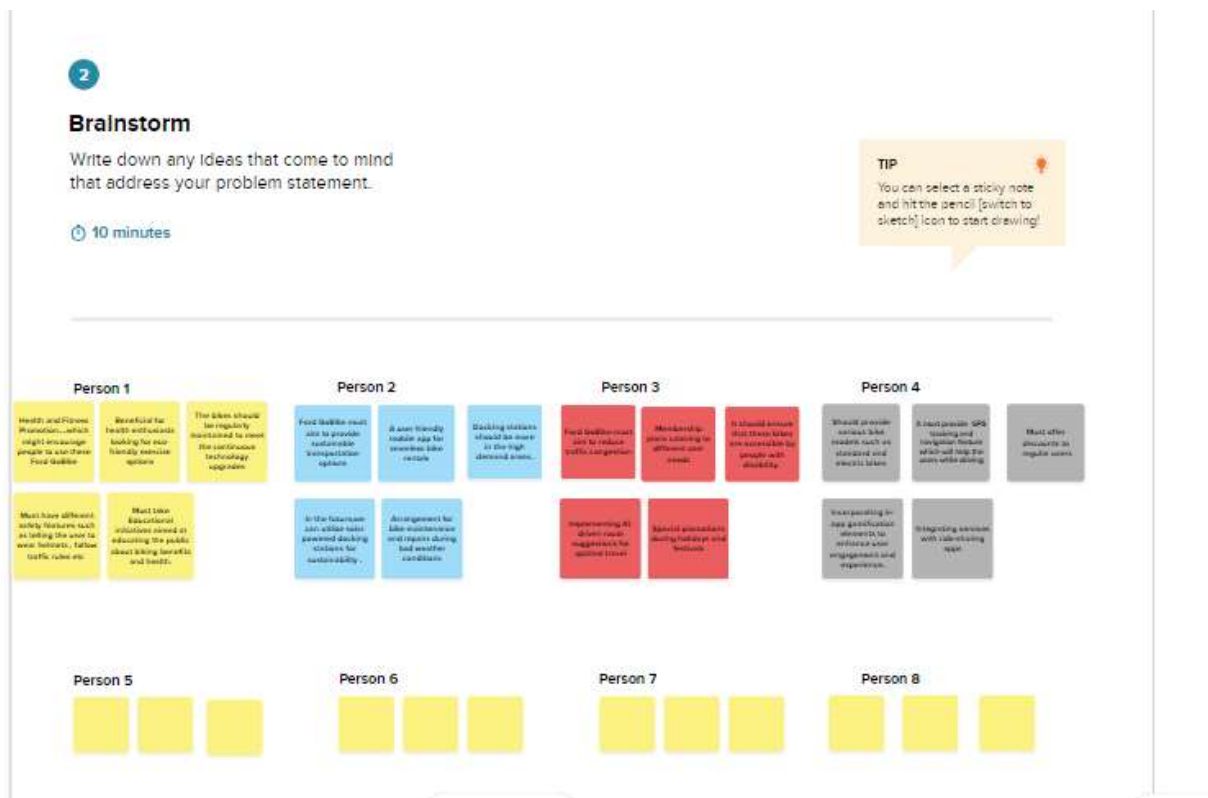 2
Brainstorm
Write down any ideas that come to mind
that address your problem statement.
10 minutes
TIP
You can select a sticky note
and hit the pencil [switch to
sketch] icon to start drawing!
Person 1
Health and Fitness
Promotion...which
might encourage
people to use these
Ford GoBike
Beneficial for
health enthusiasts
looking for eco-
friendly exercise
options
The bikes should
be regularly
maintained to meet
the continuous
technology
upgrades
Must have different
safety features such
as telling the user to
wear helmets, follow
traffic rules etc
Must take
Educational
initiatives aimed at
educating the public
about biking benefits
and health.
Person 2
Ford GoBike must
aim to provide
sustainable
transportation
options
A user friendly
mobile app for
seamless bike
rentals
Docking stations
should be more
in the high
demand areas.
In the future,we
can utilise solar
powered docking
stations for
sustainability.
Arrangement for
bike maintenance
and repairs during
bad weather
conditions
Person 3
Ford GoBike must
aim to reduce
traffic congestion
Membership
plans catering to
different user
needs
It should ensure
that these bikes
are accessible by
people with
disability.
Implementing AI
driven route
suggestions for
optimal travel
Special promotions
during holidays and
festivals
Person 4
Should provide
various bike
models such as
standard and
electric bikes
It must provide GPS
tracking and
navigation feature
which will help the
users while driving
Must offer
discounts to
regular users
Incorporating in-
app gamification
elements to
enhance user
engagement and
experience.
Integrating services
with ride-sharing
apps
Person 5
Person 6
Person 7
Person 8